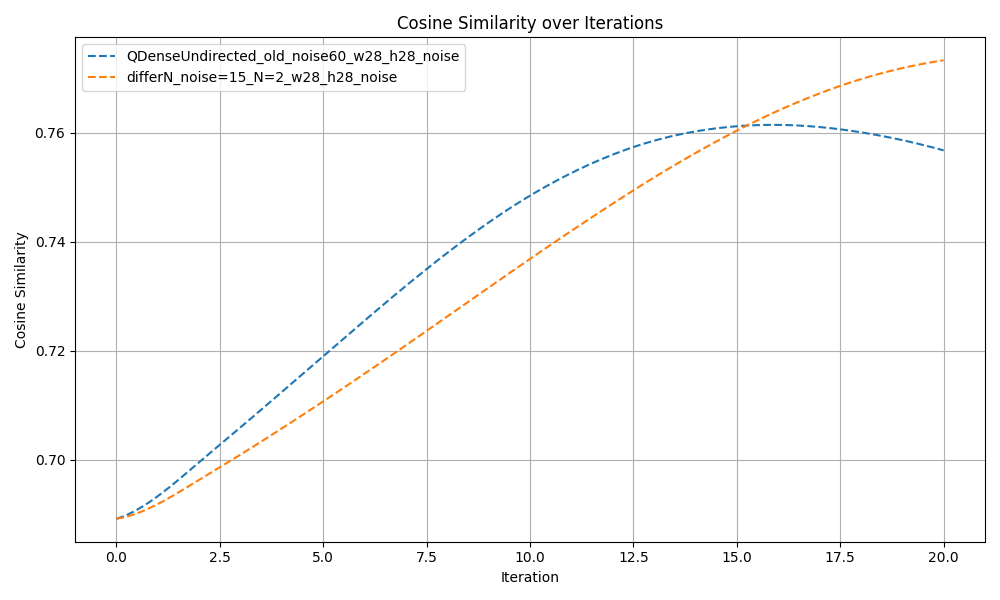 Cosine Similarity over Iterations
QDenseUndirected_old_noise60_w28_h28_noise
differN_noise=15_N=2_w28_h28_noise
Cosine Similarity
0.76
0.74
0.72
0.70
0.0 2.5 5.0 7.5 10.0 12.5 15.0 17.5 20.0
Iteration